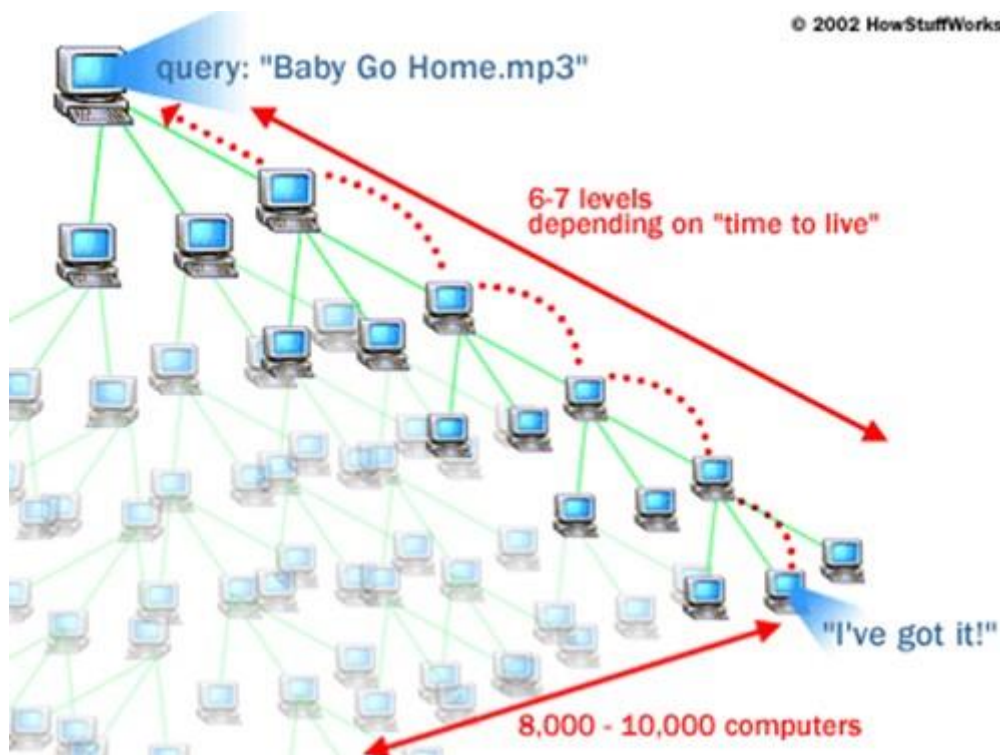 © 2002 HowStuffWorks
query: "Baby Go Home.mp3"
6-7 levels
depending on "time to live"
"I've got it!"
8,000 - 10,000 computers